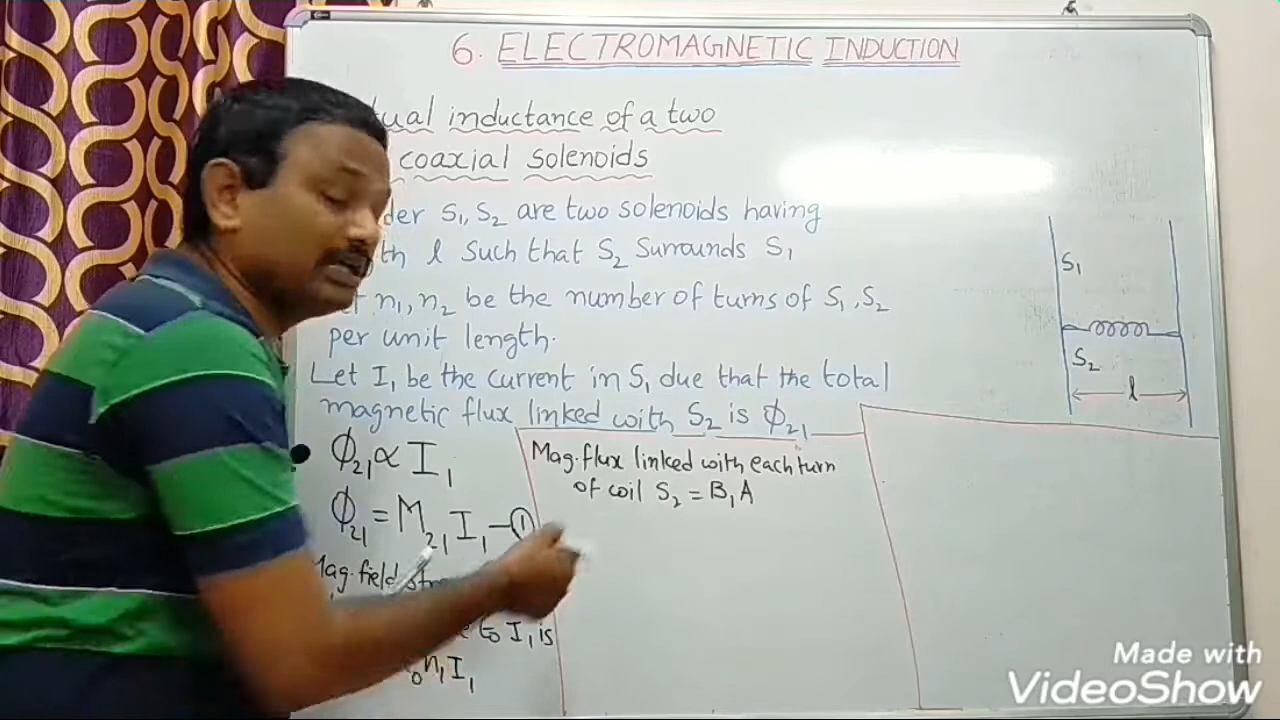 6. ELECTROMAGNETIC INDUCTION
inductance of a two
coaxial solenoids
S₁, S₂ are two solenoids having
l Such that S₂ Surrounds S₁
n₁, n₂ be the number of turns of S₁, S₂
per unit length.
Let I₁ be the current in S₁ due that the total
magnetic flux linked with S₂ is ϕ₂₁
ϕ₂₁ ∝ I₁
ϕ₂₁ = M₂₁ I₁ —①
Mag. field
to I₁ is
n₁I₁
Mag. flux linked with each turn
of coil S₂ = B₁A
S₁
S₂
l
Made with
VideoShow